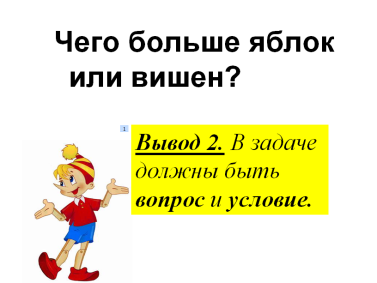 Чего больше яблок
или вишен?
1
Вывод 2. В задаче
должны быть
вопрос и условие.